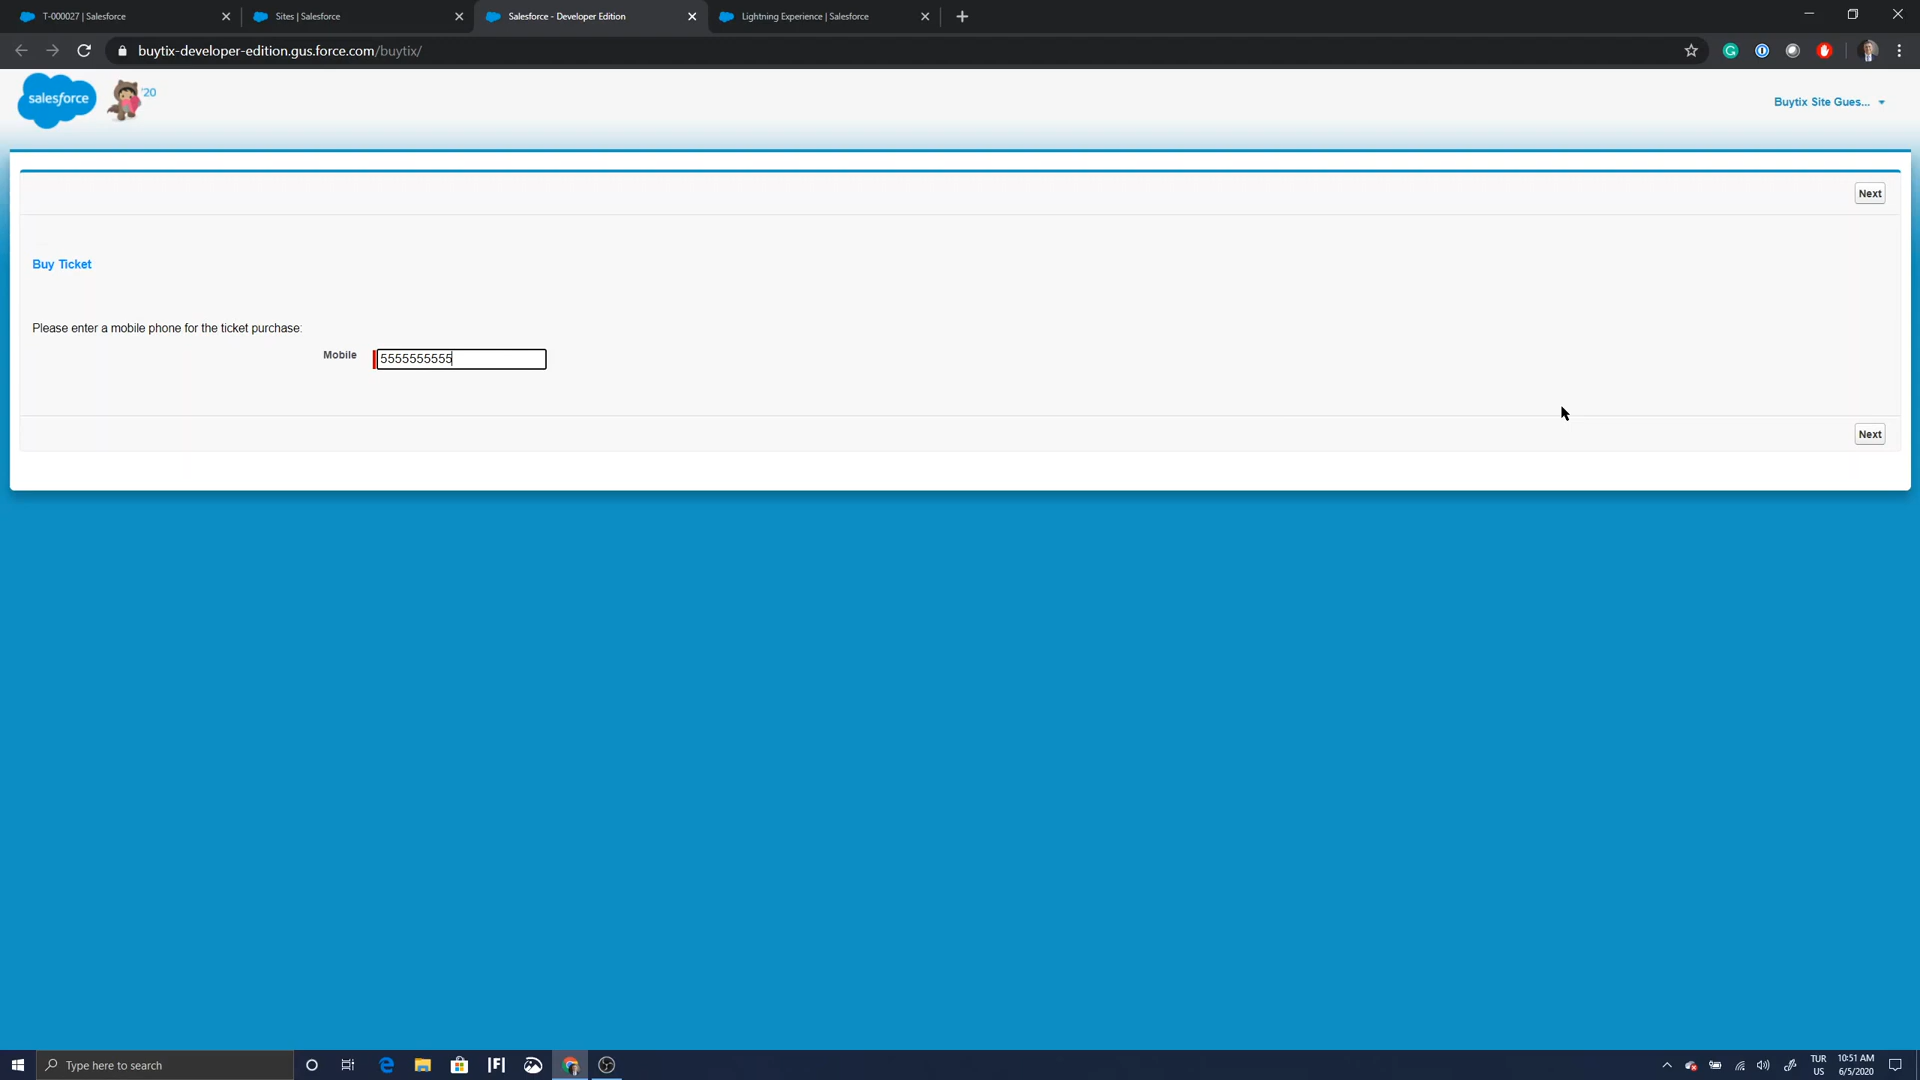 T-000027 | Salesforce
Sites | Salesforce
Salesforce - Developer Edition
Lightning Experience | Salesforce
buytix-developer-edition.gus.force.com/buytix/
salesforce
'20
Buytix Site Gues...
Next
Buy Ticket
Please enter a mobile phone for the ticket purchase:
Mobile
5555555555
Next
Type here to search
TUR
US
10:51 AM
6/5/2020